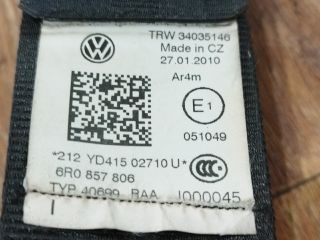 TRW 34035146
Made in CZ
27.01.2010
Ar4m
E1
051049
*212 YD415 02710 U*
6R0 857 806
TYP 40699 RAA J000045